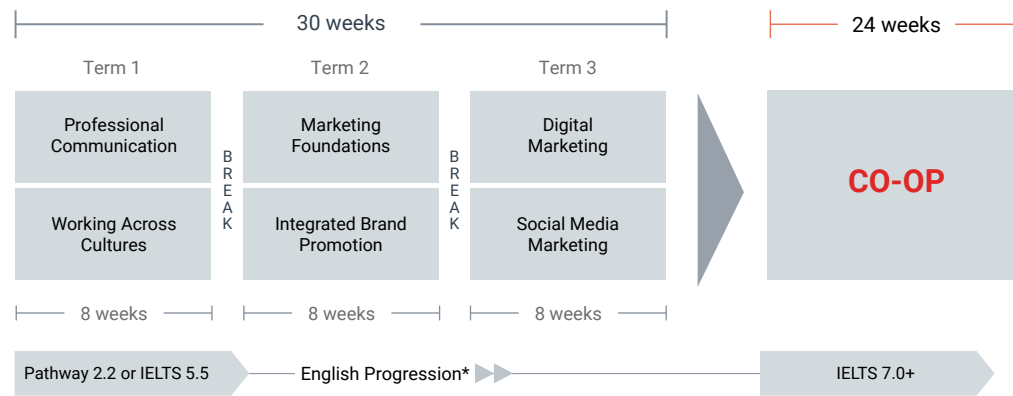 30 weeks
24 weeks
Term 1
Term 2
Term 3
Professional
Communication
Marketing
Foundations
Digital
Marketing
BREAK
BREAK
CO-OP
Working Across
Cultures
Integrated Brand
Promotion
Social Media
Marketing
8 weeks
8 weeks
8 weeks
Pathway 2.2 or IELTS 5.5
English Progression*
IELTS 7.0+